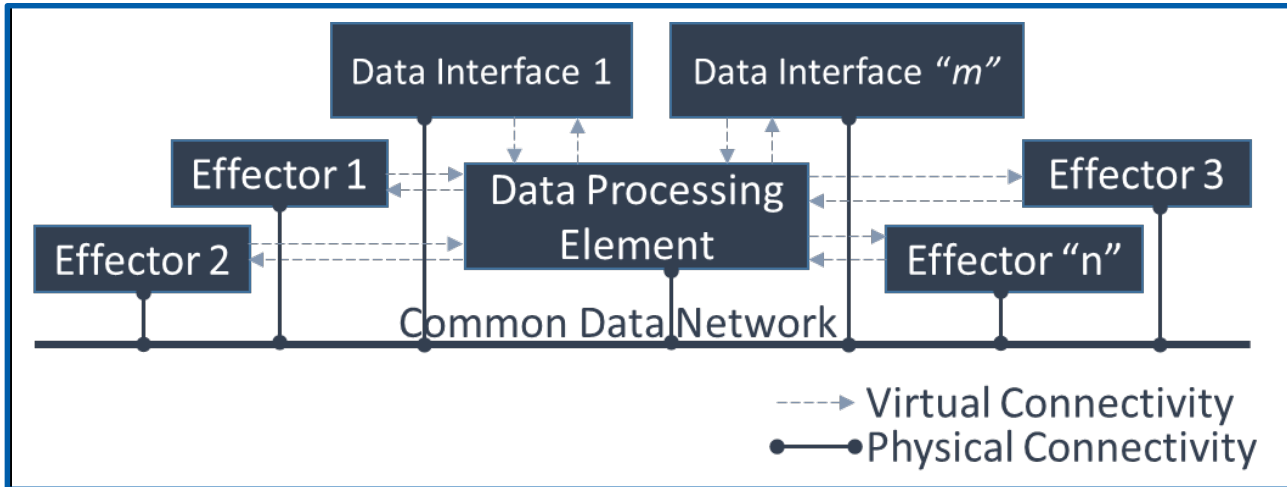 Data Interface 1
Data Interface “m”
Effector 1
Data Processing
Element
Effector 3
Effector 2
Effector “n”
Common Data Network
Virtual Connectivity
Physical Connectivity